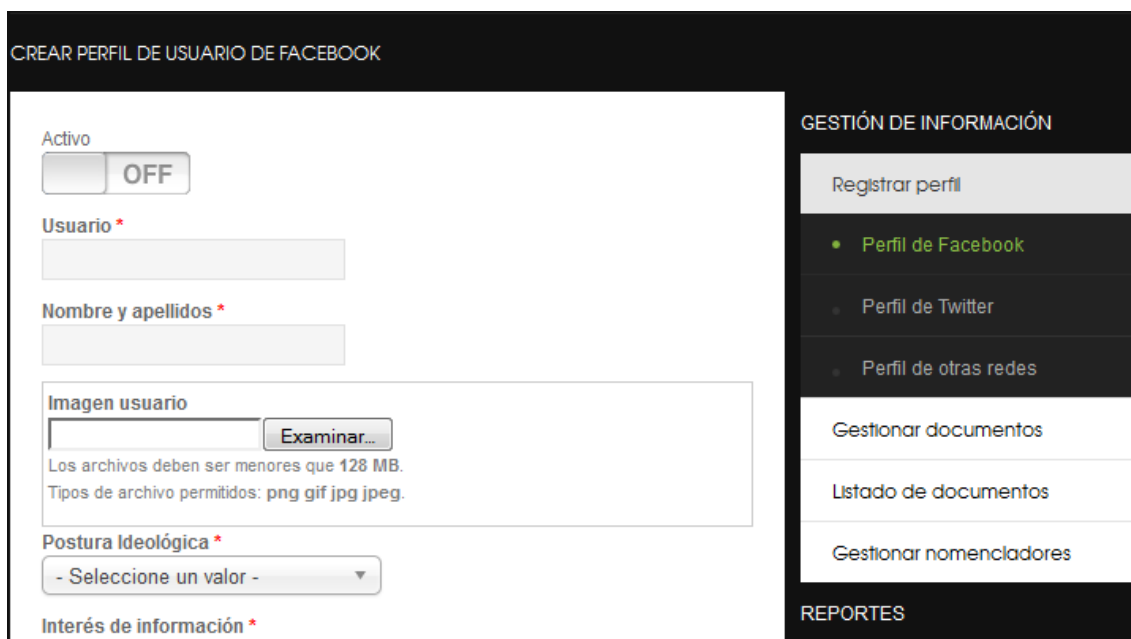 CREAR PERFIL DE USUARIO DE FACEBOOK
Activo
OFF
Usuario *
Nombre y apellidos *
Imagen usuario
Examinar...
Los archivos deben ser menores que 128 MB.
Tipos de archivo permitidos: png gif jpg jpeg.
Postura Ideológica *
- Seleccione un valor -
Interés de información *
GESTIÓN DE INFORMACIÓN
Registrar perfil
Perfil de Facebook
Perfil de Twitter
Perfil de otras redes
Gestionar documentos
Listado de documentos
Gestionar nomencladores
REPORTES